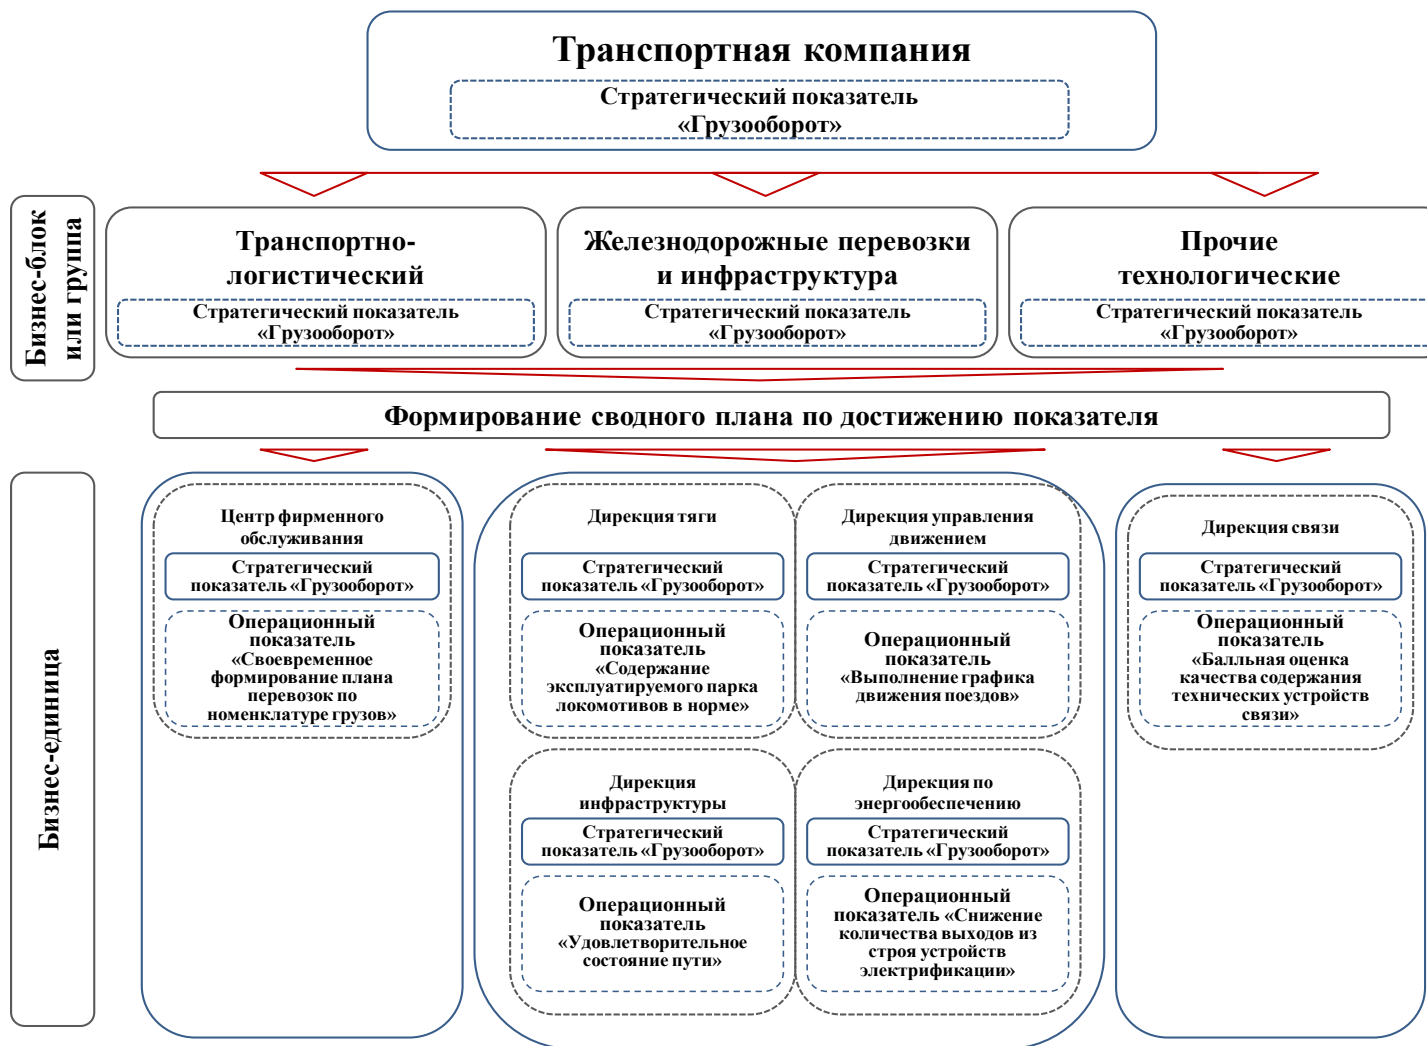 Транспортная компания
Стратегический показатель
«Грузооборот»
Бизнес-блок
или группа
Транспортно-
логистический
Стратегический показатель
«Грузооборот»
Железнодорожные перевозки
и инфраструктура
Стратегический показатель
«Грузооборот»
Прочие
технологические
Стратегический показатель
«Грузооборот»
Формирование сводного плана по достижению показателя
Бизнес-единица
Центр фирменного
обслуживания
Стратегический
показатель «Грузооборот»
Операционный
показатель
«Своевременное
формирование плана
перевозок по
номенклатуре грузов»
Дирекция тяги
Стратегический
показатель «Грузооборот»
Операционный
показатель
«Содержание
эксплуатируемого парка
локомотивов в норме»
Дирекция управления
движением
Стратегический
показатель «Грузооборот»
Операционный
показатель
«Выполнение графика
движения поездов»
Дирекция
инфраструктуры
Стратегический
показатель «Грузооборот»
Операционный
показатель
«Удовлетворительное
состояние пути»
Дирекция по
энергообеспечению
Стратегический
показатель «Грузооборот»
Операционный
показатель «Снижение
количества выходов из
строя устройств
электрификации»
Дирекция связи
Стратегический
показатель «Грузооборот»
Операционный
показатель
«Балльная оценка
качества содержания
технических устройств
связи»